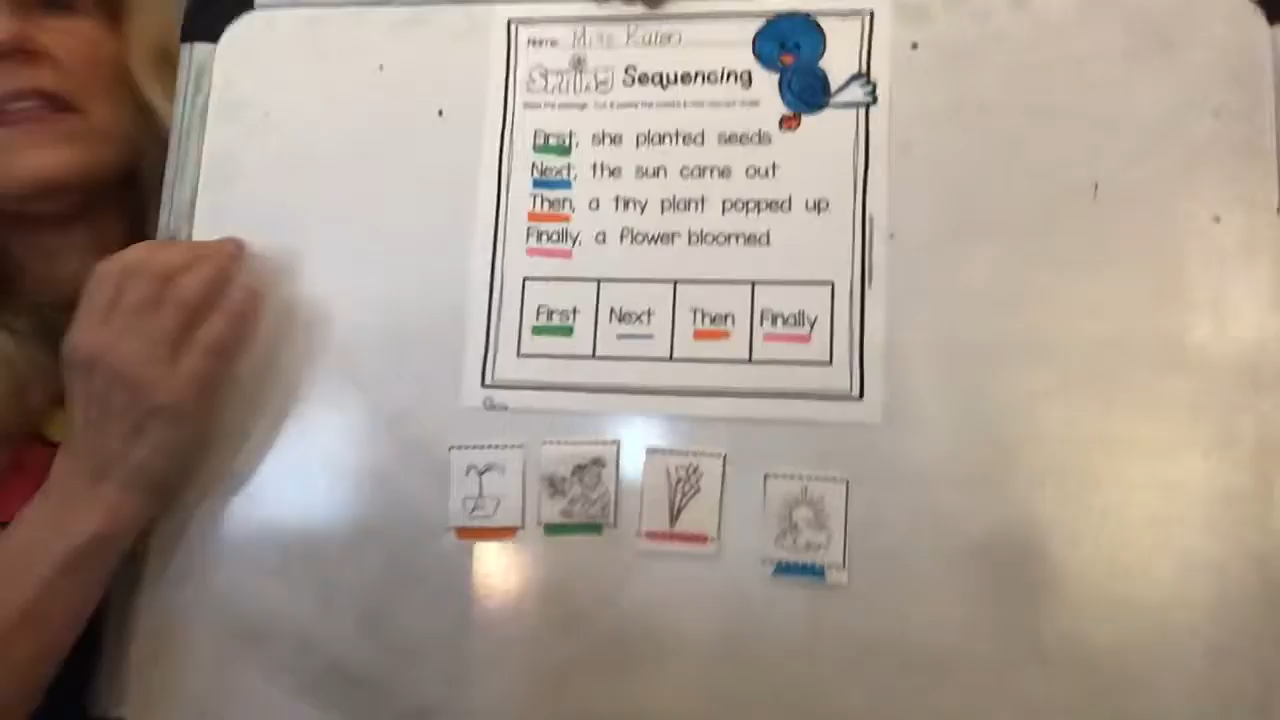 Name: Miss Karen
Spring Sequencing
First, she planted seeds
Next, the sun came out
Then, a tiny plant popped up.
Finally, a flower bloomed.
First Next Then Finally